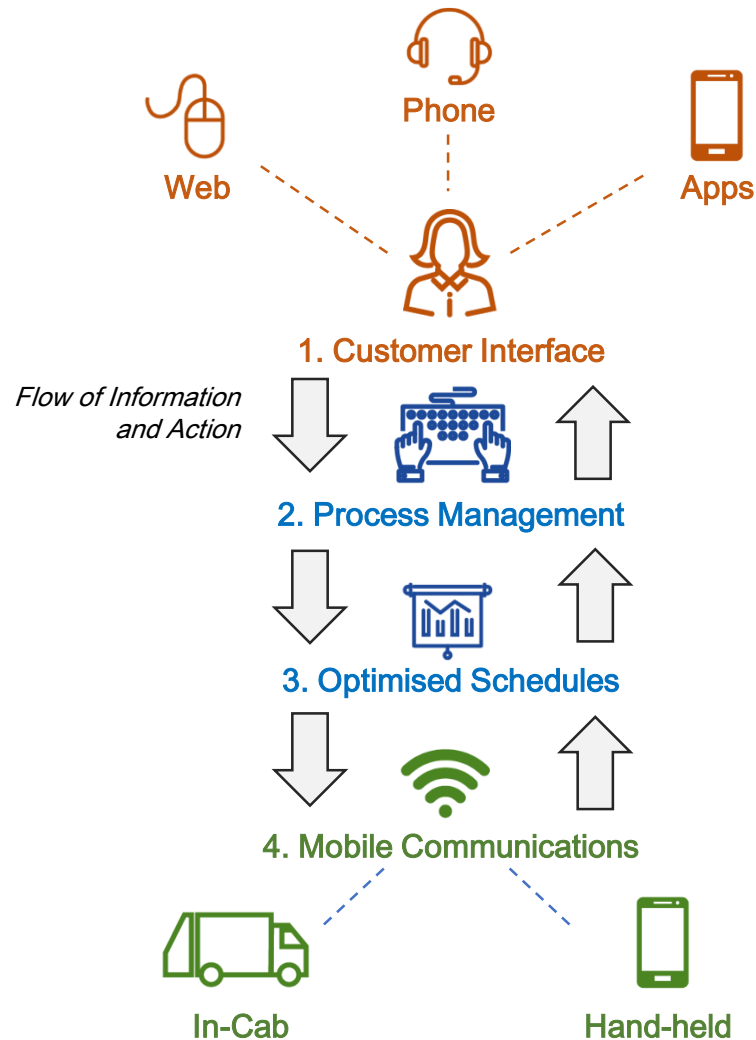 Phone
Web
Apps
1. Customer Interface
Flow of Information
and Action
2. Process Management
3. Optimised Schedules
4. Mobile Communications
In-Cab
Hand-held